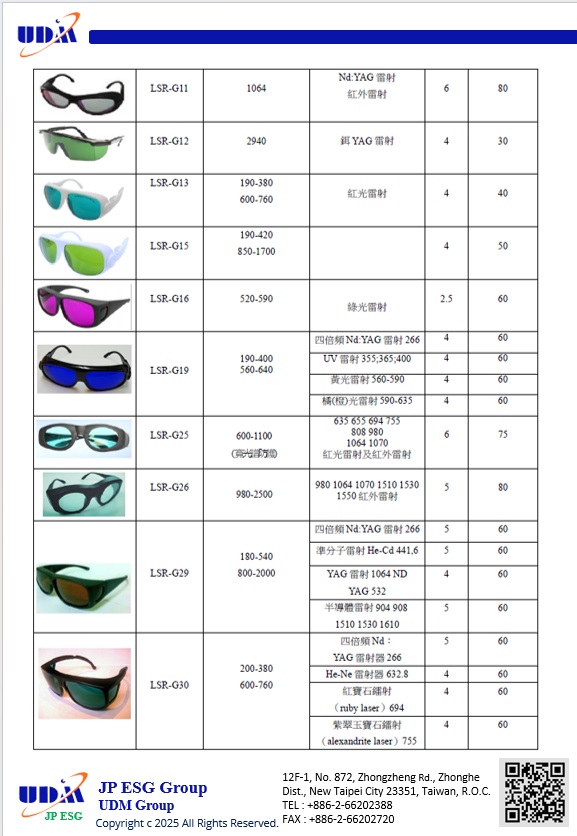 UDM
LSR-G11 1064 Nd:YAG 雷射 6 80
紅外雷射
LSR-G12 2940 鉺 YAG 雷射 4 30
LSR-G13 190-380 紅光雷射 4 40
600-760
LSR-G15 190-420 4 50
850-1700
LSR-G16 520-590 綠光雷射 2.5 60
LSR-G19 190-400 四倍頻 Nd:YAG 雷射 266 4 60
560-640 UV 雷射 355;365;400 4 60
黃光雷射 560-590 4 60
橘(橙)光雷射 590-635 4 60
LSR-G25 600-1100 635 655 694 755 6 75
808 980
1064 1070
紅光雷射及紅外雷射
LSR-G26 980-2500 980 1064 1070 1510 1530 5 80
1550 紅外雷射
LSR-G29 180-540 四倍頻 Nd:YAG 雷射 266 5 60
800-2000 準分子雷射 He-Cd 441.6 5 60
YAG 雷射 1064 ND 4 60
YAG 532
半導體雷射 904 908 5 60
1510 1530 1610
LSR-G30 200-380 四倍頻 Nd： 5 60
600-760 YAG 雷射器 266
He-Ne 雷射器 632.8 4 60
紅寶石鐳射 4 60
（ruby laser）694
紫翠玉寶石鐳射 4 60
（alexandrite laser）755
UDM
JP ESG
JP ESG Group
UDM Group
Copyright c 2025 All Rights Reserved.
12F-1, No. 872, Zhongzheng Rd., Zhonghe
Dist., New Taipei City 23351, Taiwan, R.O.C.
TEL : +886-2-66202388
FAX : +886-2-66202720